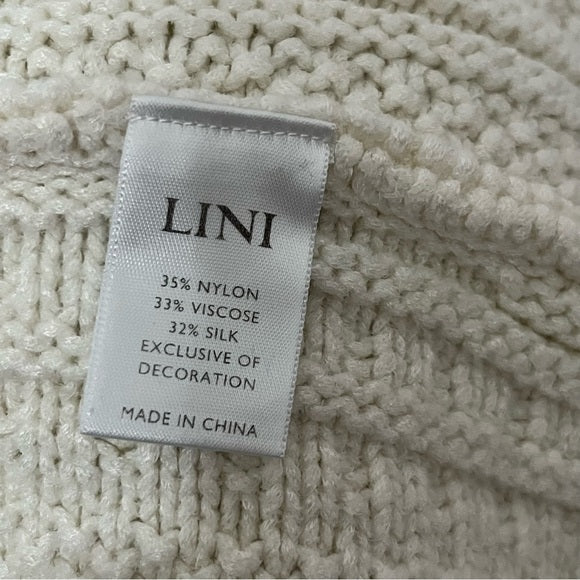 LINI
35% NYLON
33% VISCOSE
32% SILK
EXCLUSIVE OF
DECORATION
MADE IN CHINA